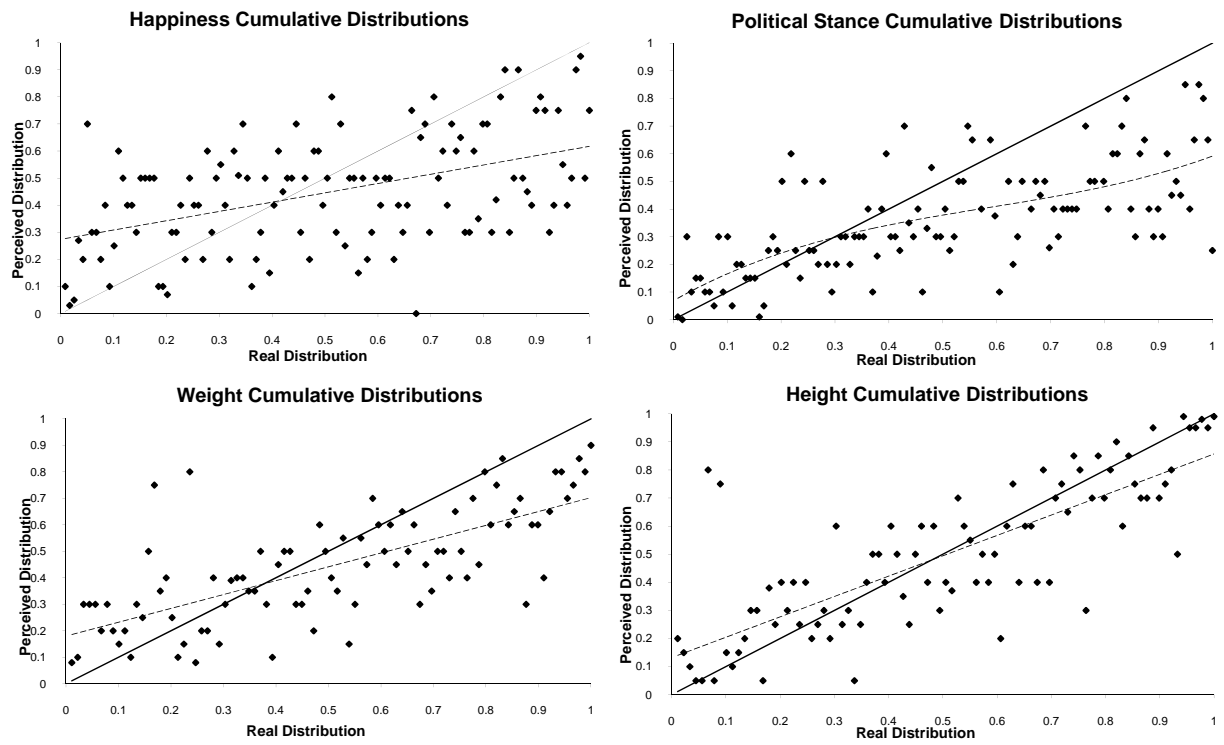 Happiness Cumulative Distributions
Perceived Distribution
1
0.9
0.8
0.7
0.6
0.5
0.4
0.3
0.2
0.1
0
0 0.1 0.2 0.3 0.4 0.5 0.6 0.7 0.8 0.9 1
Real Distribution
Political Stance Cumulative Distributions
Perceived Distribution
1
0.9
0.8
0.7
0.6
0.5
0.4
0.3
0.2
0.1
0
0 0.1 0.2 0.3 0.4 0.5 0.6 0.7 0.8 0.9 1
Real Distribution
Weight Cumulative Distributions
Perceived Distribution
1
0.9
0.8
0.7
0.6
0.5
0.4
0.3
0.2
0.1
0
0 0.1 0.2 0.3 0.4 0.5 0.6 0.7 0.8 0.9 1
Real Distribution
Height Cumulative Distributions
Perceived Distribution
1
0.9
0.8
0.7
0.6
0.5
0.4
0.3
0.2
0.1
0
0 0.1 0.2 0.3 0.4 0.5 0.6 0.7 0.8 0.9 1
Real Distribution